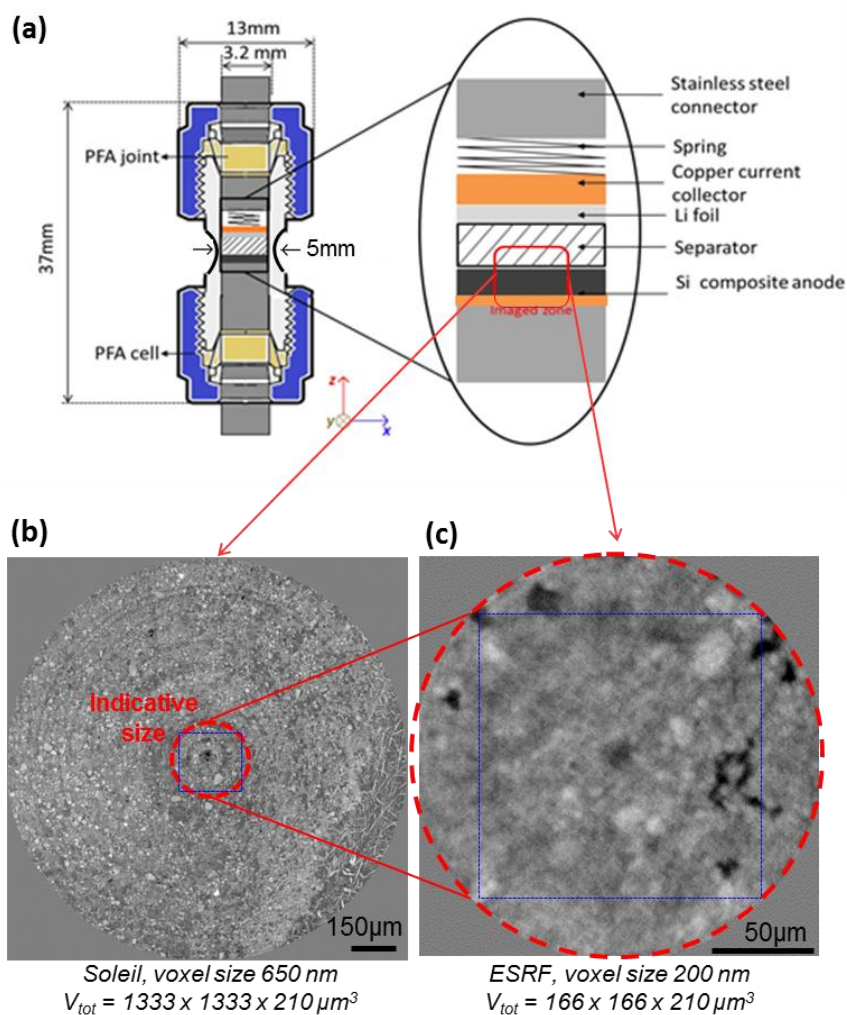 (a)
13mm
3.2 mm
37mm
5mm
PFA joint
PFA cell
z
y
x
Stainless steel
connector
Spring
Copper current
collector
Li foil
Separator
Si composite anode
Imaged zone
(b)
(c)
Indicative
size
150µm
50µm
Soleil, voxel size 650 nm
V_tot = 1333 x 1333 x 210 µm³
ESRF, voxel size 200 nm
V_tot = 166 x 166 x 210 µm³